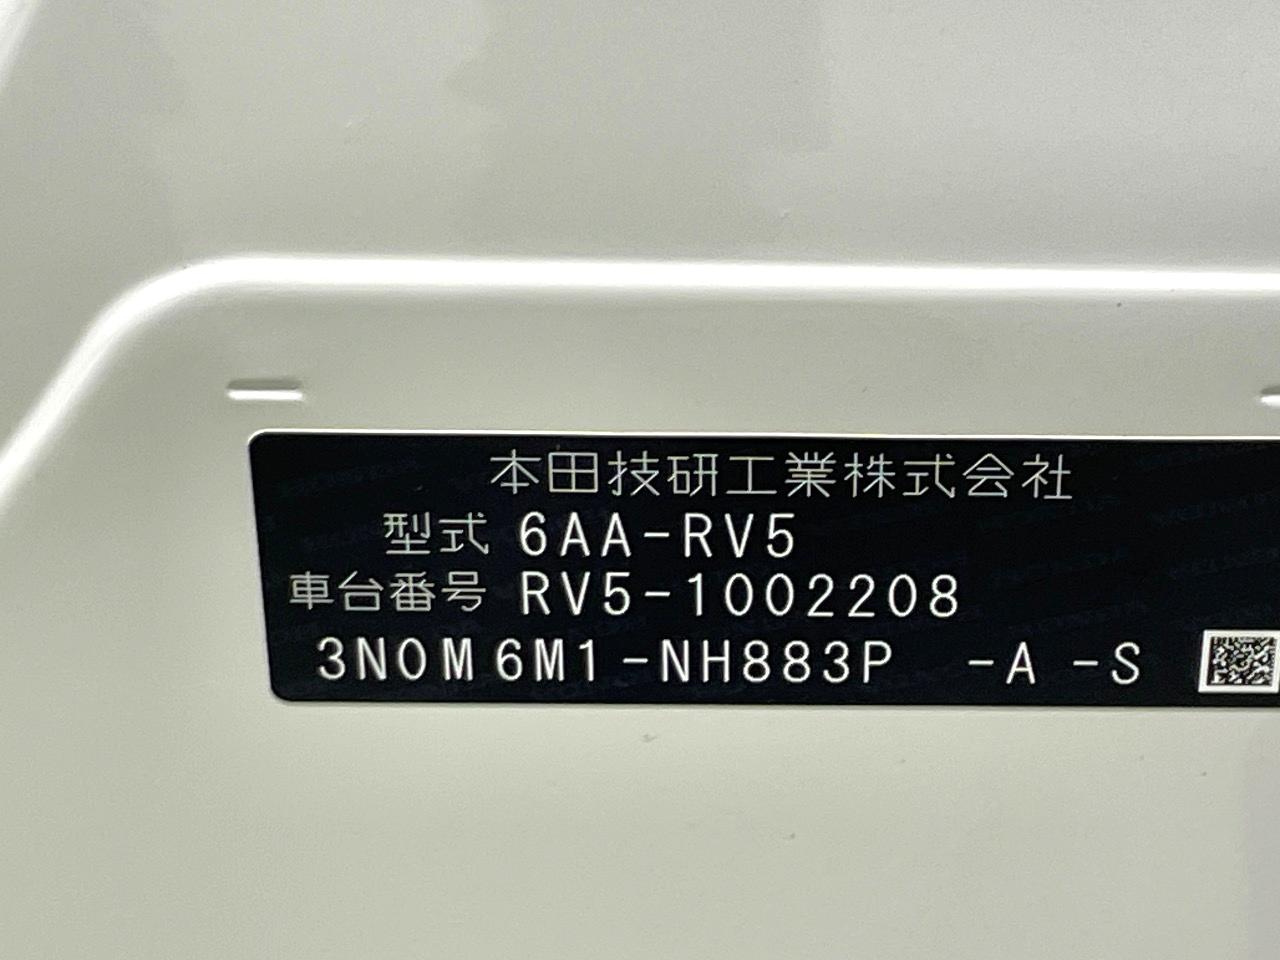 本田技研工業株式会社
型式 6AA-RV5
車台番号 RV5-1002208
3N0M6M1-NH883P -A -S